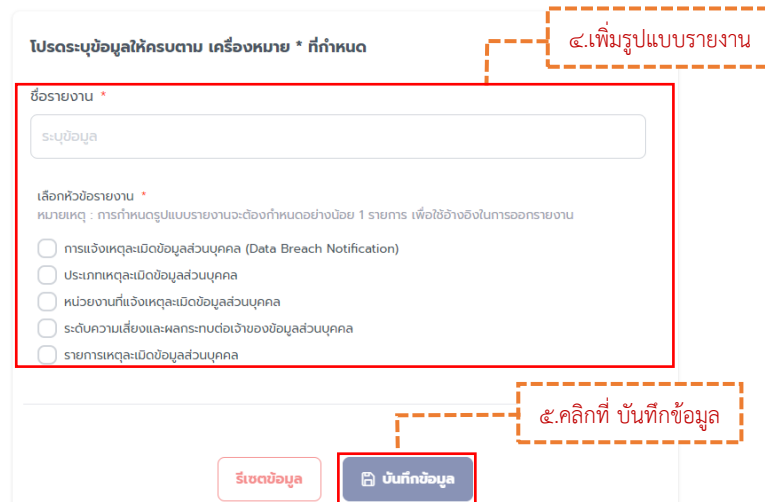 ๔.เพิ่มรูปแบบรายงาน
โปรดระบุข้อมูลให้ครบตาม เครื่องหมาย * ที่กำหนด
ชื่อรายงาน *
ระบุข้อมูล
เลือกหัวข้อรายงาน *
หมายเหตุ : การกำหนดรูปแบบรายงานจะต้องกำหนดอย่างน้อย 1 รายการ เพื่อใช้อ้างอิงในการออกรายงาน
การแจ้งเหตุละเมิดข้อมูลส่วนบุคคล (Data Breach Notification)
ประเภทเหตุละเมิดข้อมูลส่วนบุคคล
หน่วยงานที่แจ้งเหตุละเมิดข้อมูลส่วนบุคคล
ระดับความเสี่ยงและผลกระทบต่อเจ้าของข้อมูลส่วนบุคคล
รายการเหตุละเมิดข้อมูลส่วนบุคคล
๕.คลิกที่ บันทึกข้อมูล
รีเซตข้อมูล
บันทึกข้อมูล